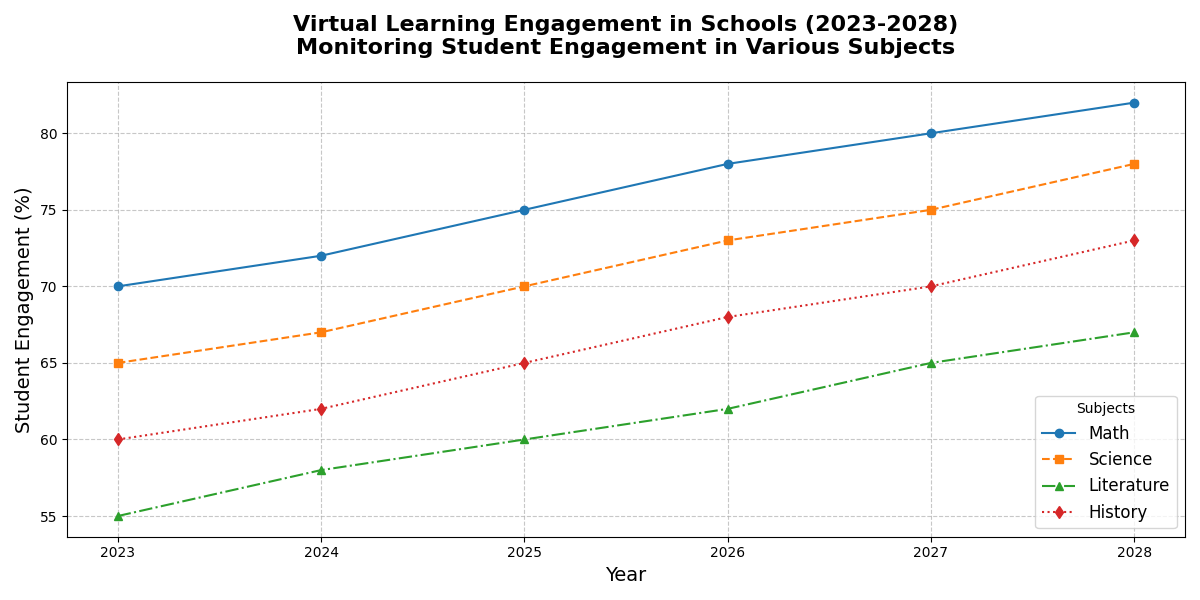 Virtual Learning Engagement in Schools (2023-2028)
Monitoring Student Engagement in Various Subjects
Student Engagement (%)
80
75
70
65
60
55
2023 2024 2025 2026 2027 2028
Year
Subjects
Math
Science
Literature
History